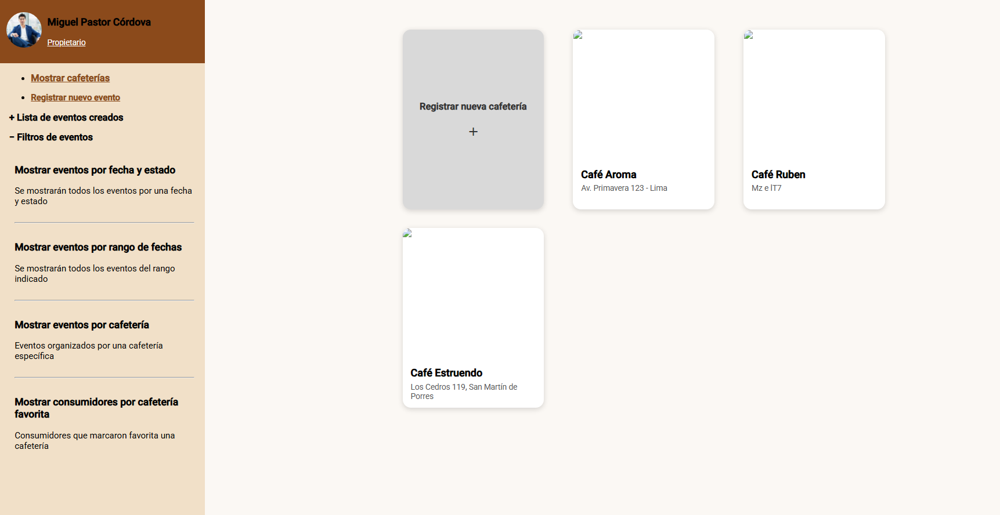 Miguel Pastor Córdova
Propietario
Mostrar cafeterías
Registrar nuevo evento
+ Lista de eventos creados
− Filtros de eventos
Mostrar eventos por fecha y estado
Se mostrarán todos los eventos por una fecha
y estado
Mostrar eventos por rango de fechas
Se mostrarán todos los eventos del rango
indicado
Mostrar eventos por cafetería
Eventos organizados por una cafetería
específica
Mostrar consumidores por cafetería
favorita
Consumidores que marcaron favorita una
cafetería
Registrar nueva cafetería
+
Café Aroma
Av. Primavera 123 - Lima
Café Ruben
Mz e lT7
Café Estruendo
Los Cedros 119, San Martín de
Porres